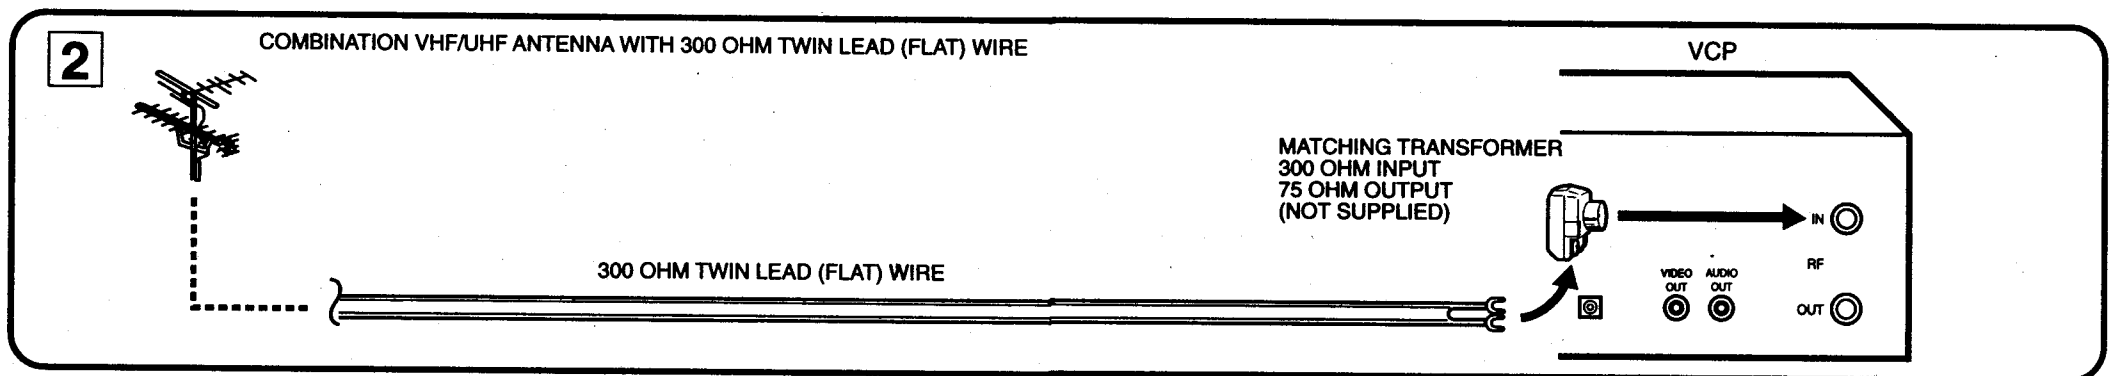 2
COMBINATION VHF/UHF ANTENNA WITH 300 OHM TWIN LEAD (FLAT) WIRE
VCP
MATCHING TRANSFORMER
300 OHM INPUT
75 OHM OUTPUT
(NOT SUPPLIED)
IN
300 OHM TWIN LEAD (FLAT) WIRE
RF
VIDEO
OUT
AUDIO
OUT
OUT